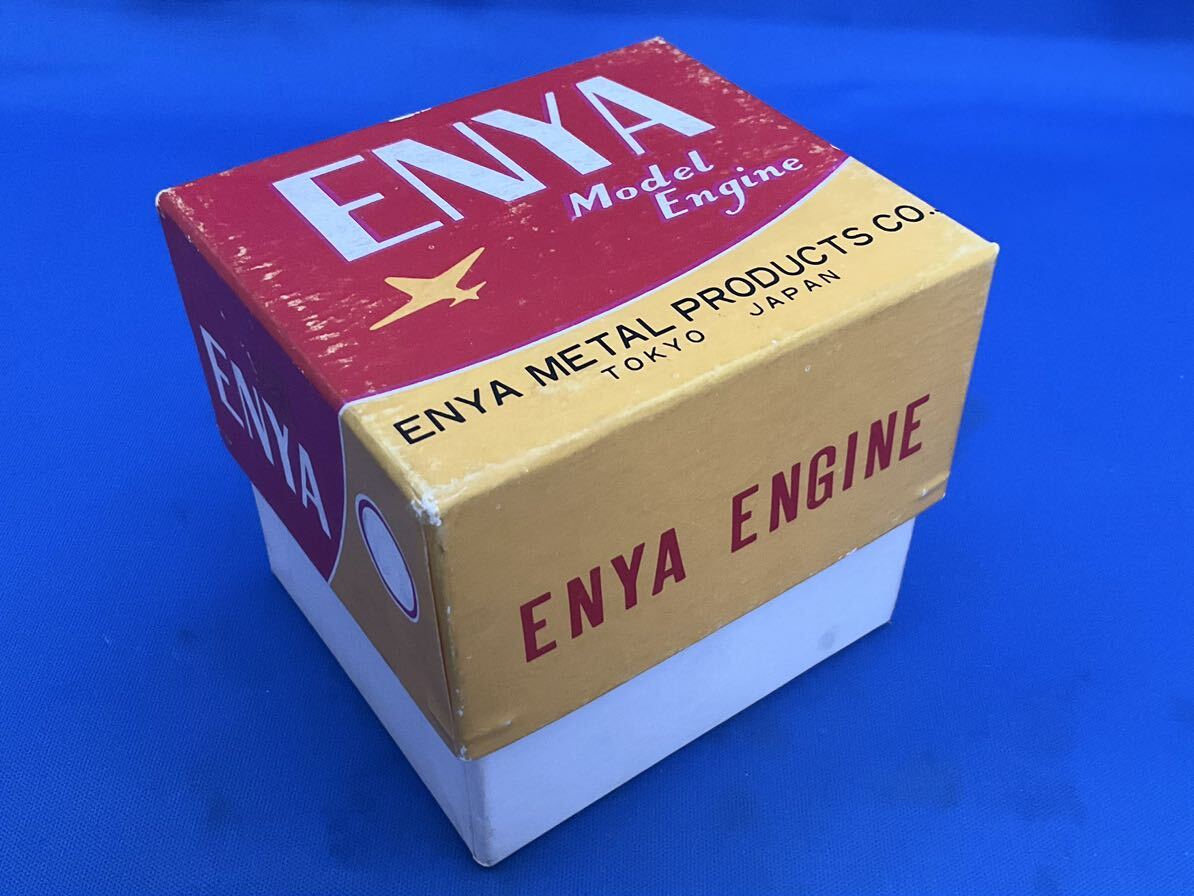 ENYA
Model
Engine
ENYA METAL PRODUCTS CO.,
TOKYO JAPAN
ENYA
ENYA ENGINE